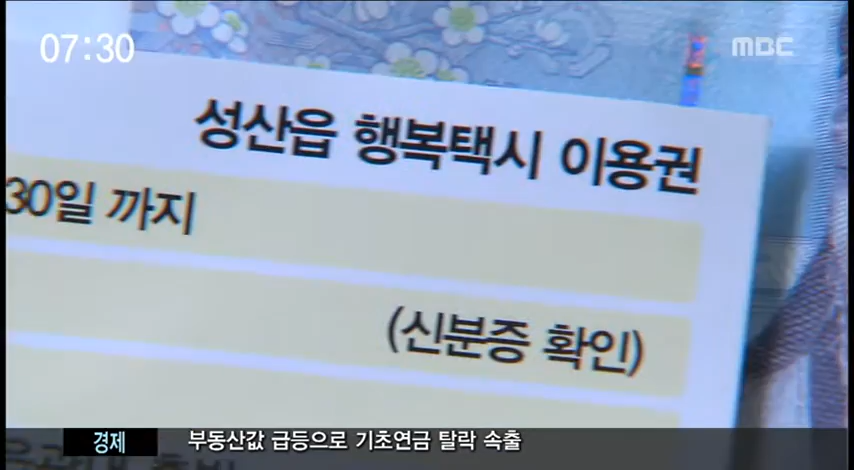 07:30
MBC
성산읍 행복택시 이용권
30일 까지
(신분증 확인)
경제 부동산값 급등으로 기초연금 탈락 속출